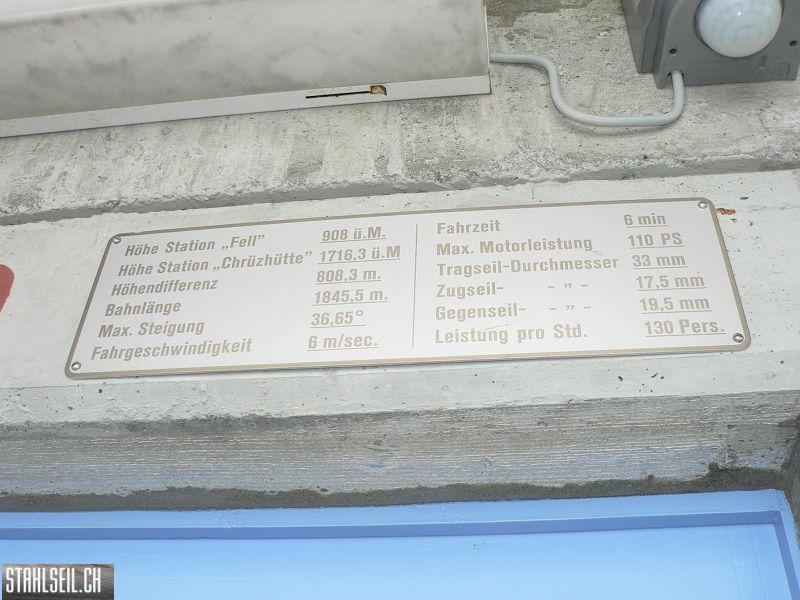 Höhe Station „Fell” 908 ü.M.
Höhe Station „Chrüzhütte” 1716,3 ü.M
Höhendifferenz 808,3 m.
Bahnlänge 1845,5 m.
Max. Steigung 36,65°
Fahrgeschwindigkeit 6 m/sec.
Fahrzeit 6 min
Max. Motorleistung 110 PS
Tragseil-Durchmesser 33 mm
Zugseil- - ” - 17,5 mm
Gegenseil- - ” - 19,5 mm
Leistung pro Std. 130 Pers.
STAHLSEIL.CH